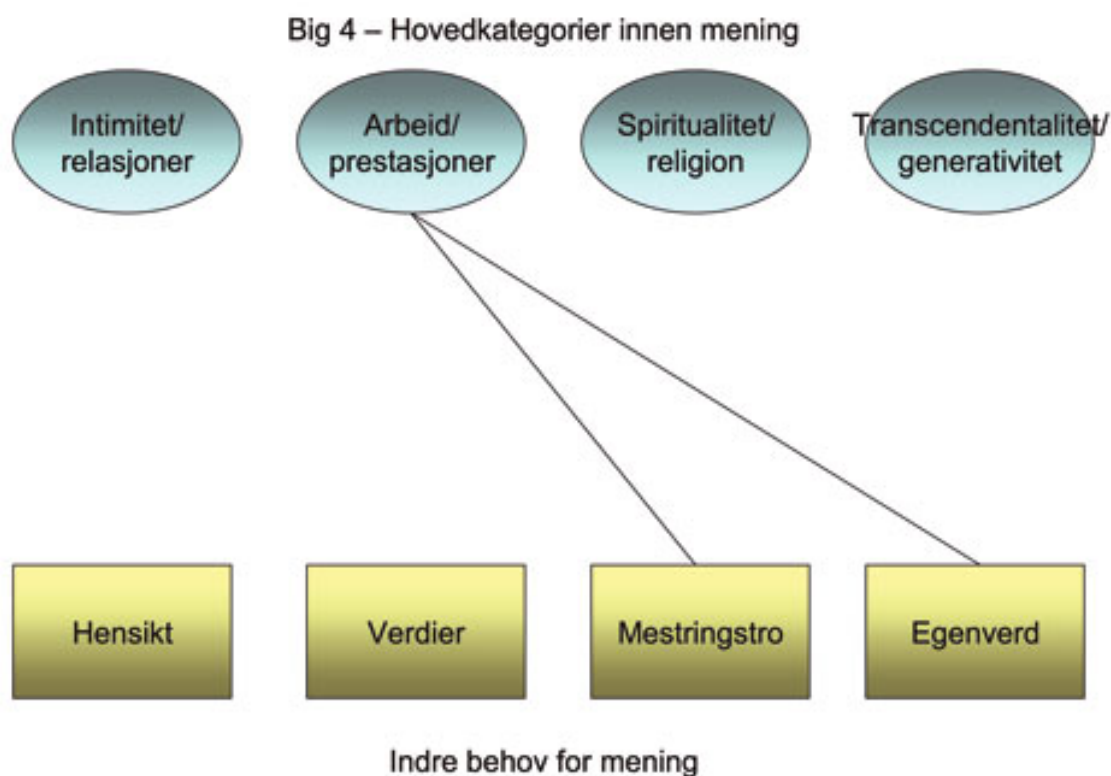 Big 4 – Hovedkategorier innen mening
Intimitet/
relasjoner
Arbeid/
prestasjoner
Spiritualitet/
religion
Transcendentalitet/
generativitet
Hensikt
Verdier
Mestringstro
Egenverd
Indre behov for mening